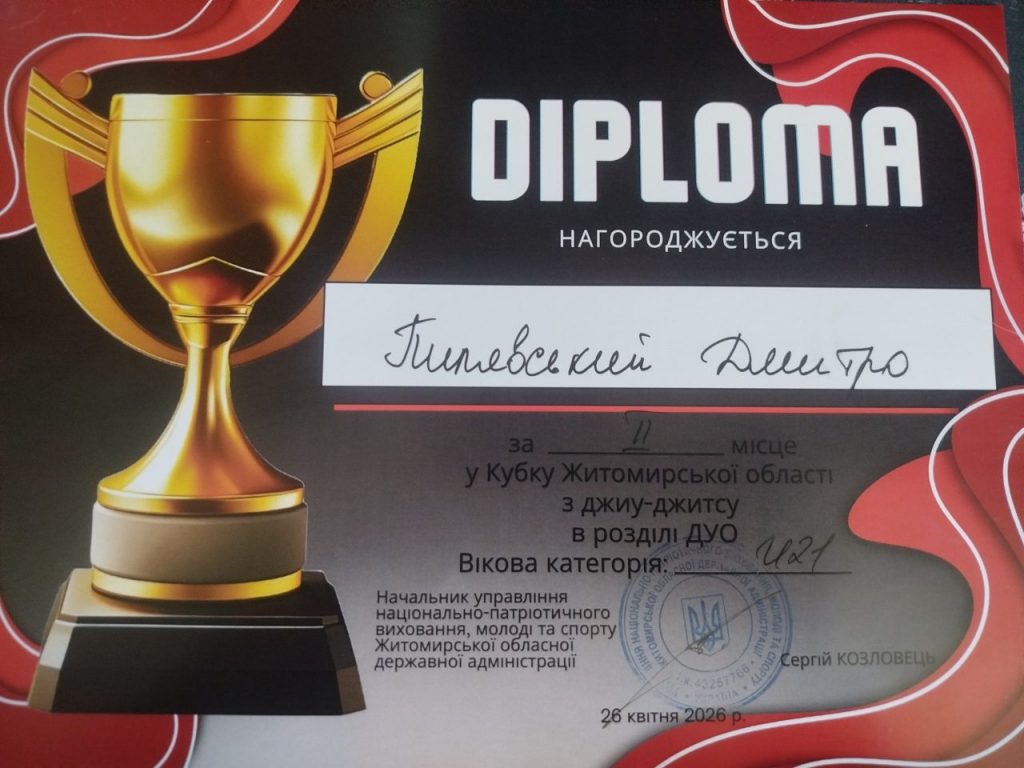 DIPLOMA
НАГОРОДЖУЄТЬСЯ
Дмитро
за II місце
у Кубку Житомирської області
з джиу-джитсу
в розділі ДУО
Вікова категорія: U21
Начальник управління
національно-патріотичного
виховання, молоді та спорту
Житомирської обласної
державної адміністрації
Сергій КОЗЛОВЕЦЬ
26 квітня 2026 р.